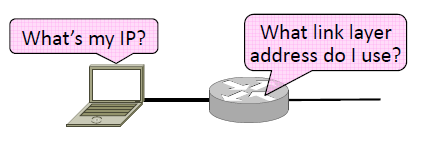 What's my IP?
What link layer
address do I use?